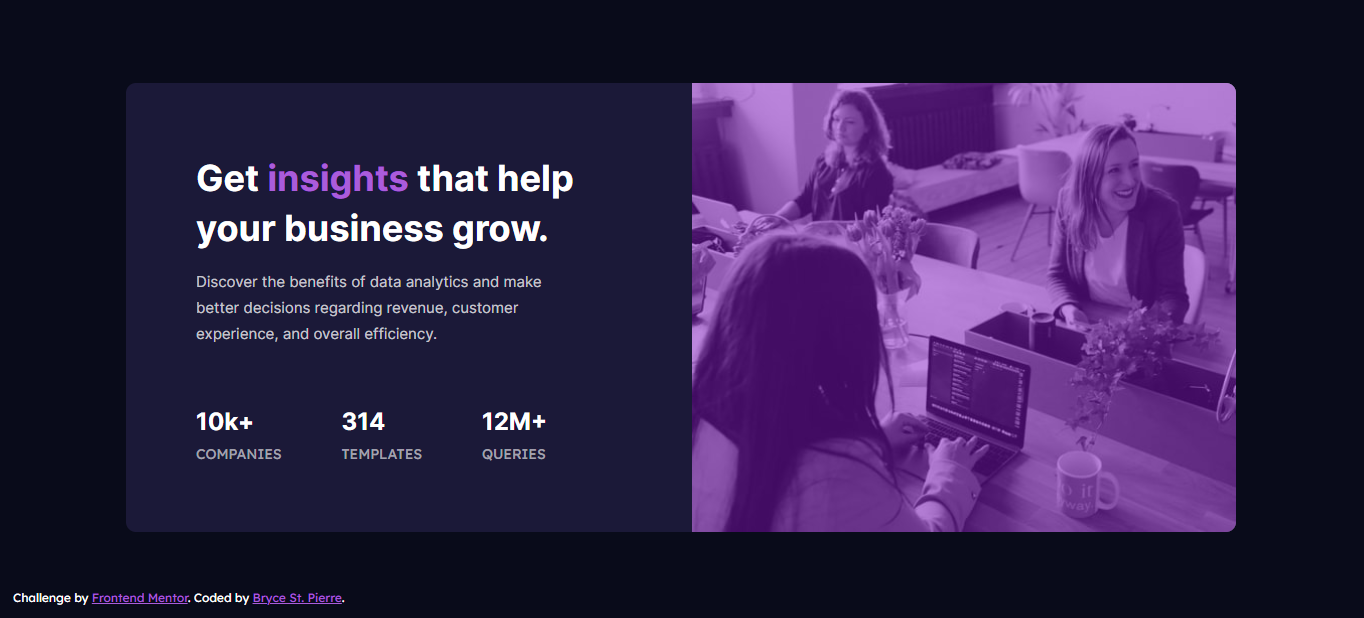 Get insights that help
your business grow.
Discover the benefits of data analytics and make
better decisions regarding revenue, customer
experience, and overall efficiency.
10k+ 314 12M+
COMPANIES TEMPLATES QUERIES
Challenge by Frontend Mentor. Coded by Bryce St. Pierre.